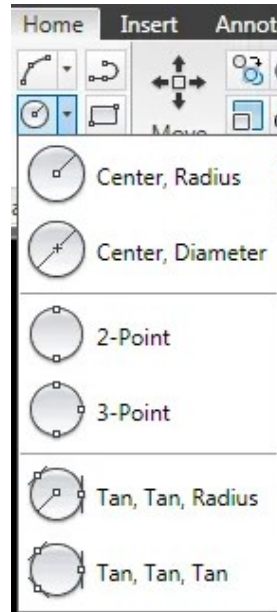 Home Insert Annot
Move
Center, Radius
Center, Diameter
2-Point
3-Point
Tan, Tan, Radius
Tan, Tan, Tan